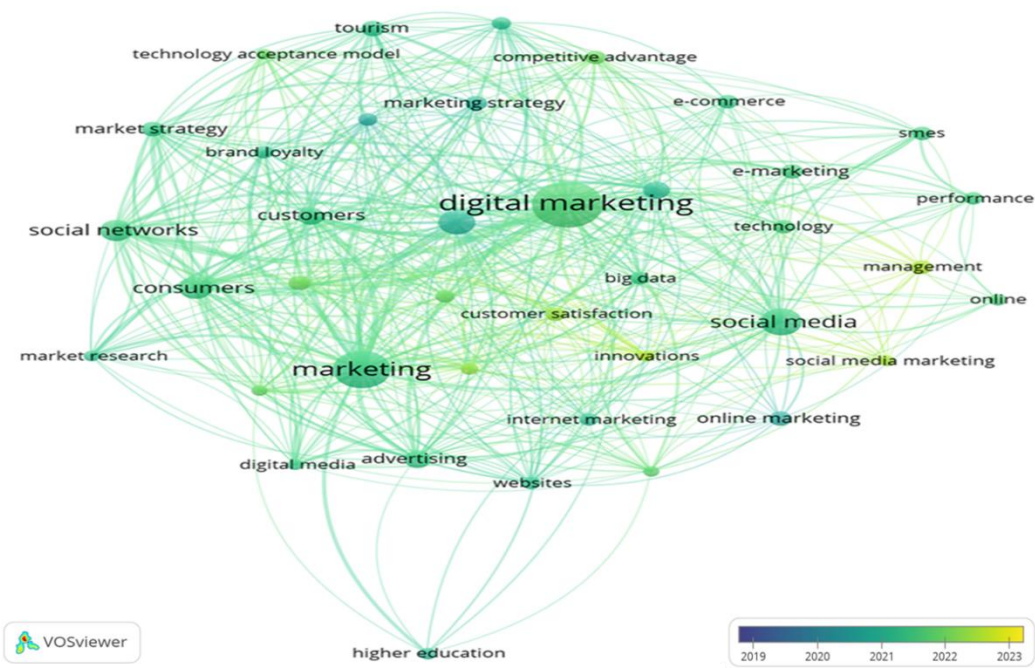 tourism
technology acceptance model
competitive advantage
marketing strategy
e-commerce
market strategy
smes
brand loyalty
e-marketing
digital marketing
performance
customers
social networks
technology
management
big data
consumers
online
customer satisfaction
social media
market research
innovations
social media marketing
marketing
internet marketing
online marketing
digital media
advertising
websites
higher education
VOSviewer
2019 2020 2021 2022 2023